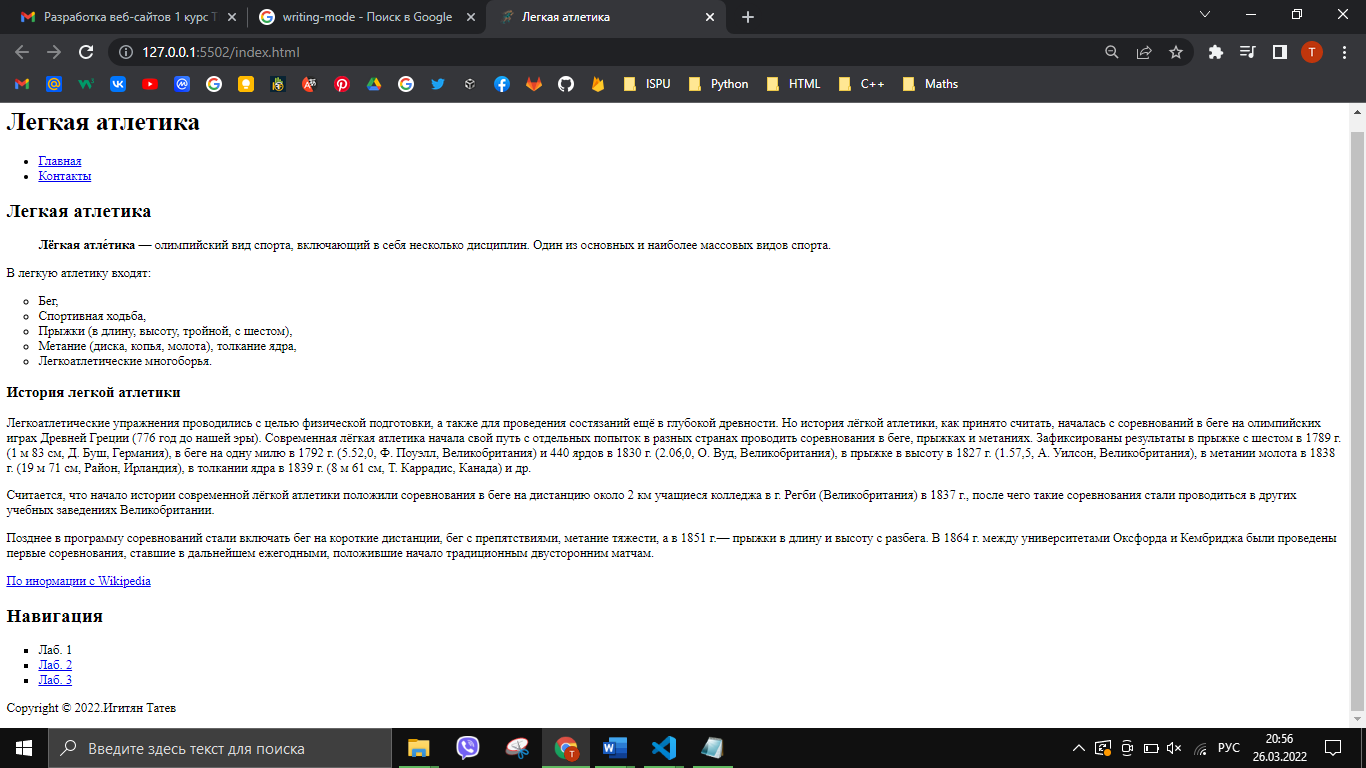 Разработка веб-сайтов 1 курс Т
writing-mode - Поиск в Google
Легкая атлетика
127.0.0.1:5502/index.html
T
ISPU
Python
HTML
C++
Maths
Легкая атлетика
Главная
Контакты
Легкая атлетика
Лёгкая атле́тика — олимпийский вид спорта, включающий в себя несколько дисциплин. Один из основных и наиболее массовых видов спорта.
В легкую атлетику входят:
Бег,
Спортивная ходьба,
Прыжки (в длину, высоту, тройной, с шестом),
Метание (диска, копья, молота), толкание ядра,
Легкоатлетические многоборья.
История легкой атлетики
Легкоатлетические упражнения проводились с целью физической подготовки, а также для проведения состязаний ещё в глубокой древности. Но история лёгкой атлетики, как принято считать, началась с соревнований в беге на олимпийских
играх Древней Греции (776 год до нашей эры). Современная лёгкая атлетика начала свой путь с отдельных попыток в разных странах проводить соревнования в беге, прыжках и метаниях. Зафиксированы результаты в прыжке с шестом в 1789 г.
(1 м 83 см, Д. Буш, Германия), в беге на одну милю в 1792 г. (5.52,0, Ф. Поуэлл, Великобритания) и 440 ярдов в 1830 г. (2.06,0, О. Вуд, Великобритания), в прыжке в высоту в 1827 г. (1.57,5, А. Уилсон, Великобритания), в метании молота в 1838
г. (19 м 71 см, Район, Ирландия), в толкании ядра в 1839 г. (8 м 61 см, Т. Каррадис, Канада) и др.
Считается, что начало истории современной лёгкой атлетики положили соревнования в беге на дистанцию около 2 км учащиеся колледжа в г. Регби (Великобритания) в 1837 г., после чего такие соревнования стали проводиться в других
учебных заведениях Великобритании.
Позднее в программу соревнований стали включать бег на короткие дистанции, бег с препятствиями, метание тяжести, а в 1851 г.— прыжки в длину и высоту с разбега. В 1864 г. между университетами Оксфорда и Кембриджа были проведены
первые соревнования, ставшие в дальнейшем ежегодными, положившие начало традиционным двусторонним матчам.
По инормации с Wikipedia
Навигация
Лаб. 1
Лаб. 2
Лаб. 3
Copyright © 2022.Игитян Татев
Введите здесь текст для поиска
РУС
20:56
26.03.2022